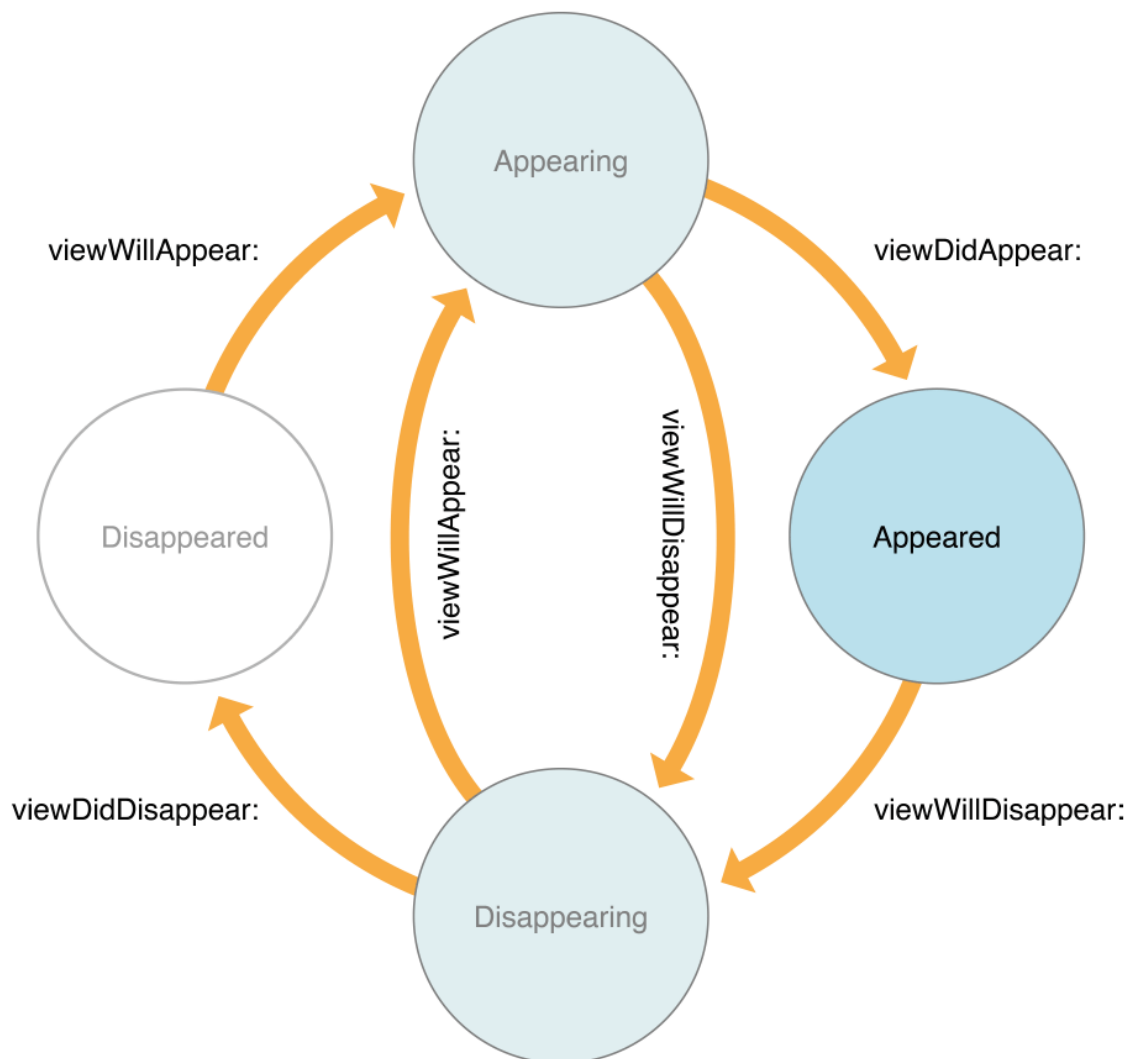 Appearing
viewWillAppear:
viewDidAppear:
viewWillAppear:
viewWillDisappear:
Disappeared
Appeared
viewDidDisappear:
viewWillDisappear:
Disappearing